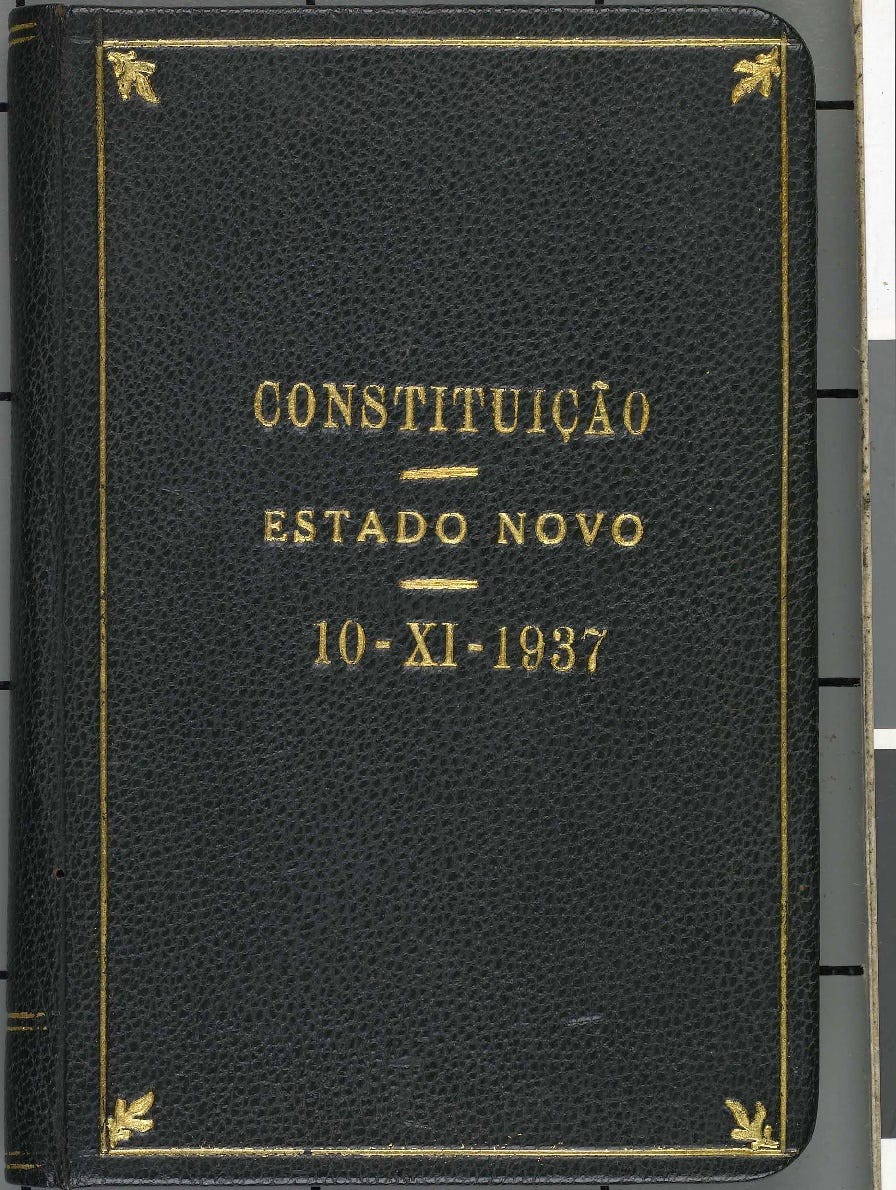 CONSTITUIÇÃO
ESTADO NOVO
10-XI-1937